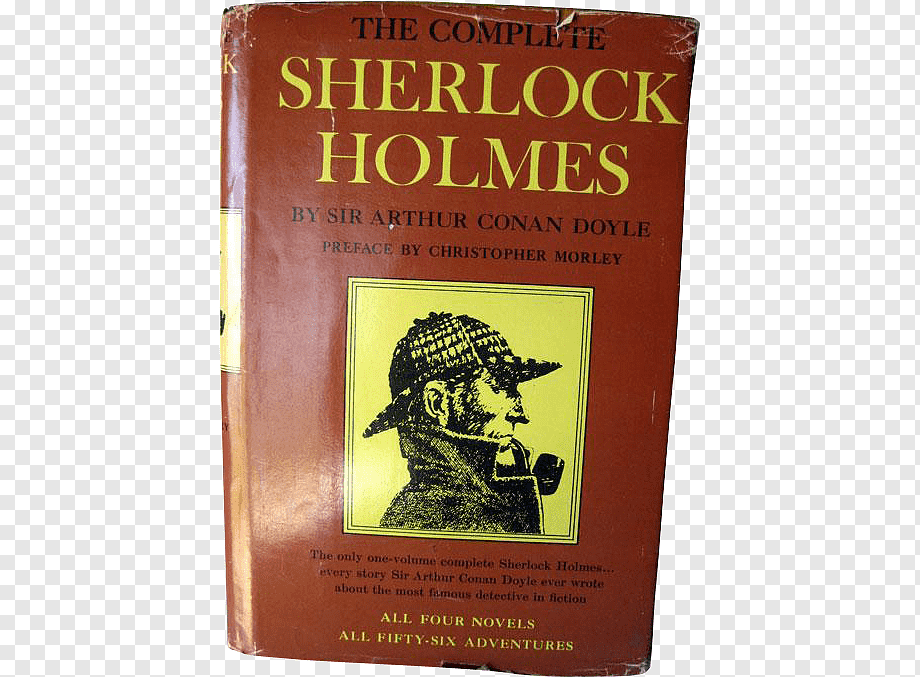 THE COMPLETE
SHERLOCK
HOLMES
BY SIR ARTHUR CONAN DOYLE
PREFACE BY CHRISTOPHER MORLEY
The only one-volume complete Sherlock Holmes...
every story Sir Arthur Conan Doyle ever wrote
about the most famous detective in fiction
ALL FOUR NOVELS
ALL FIFTY-SIX ADVENTURES
K